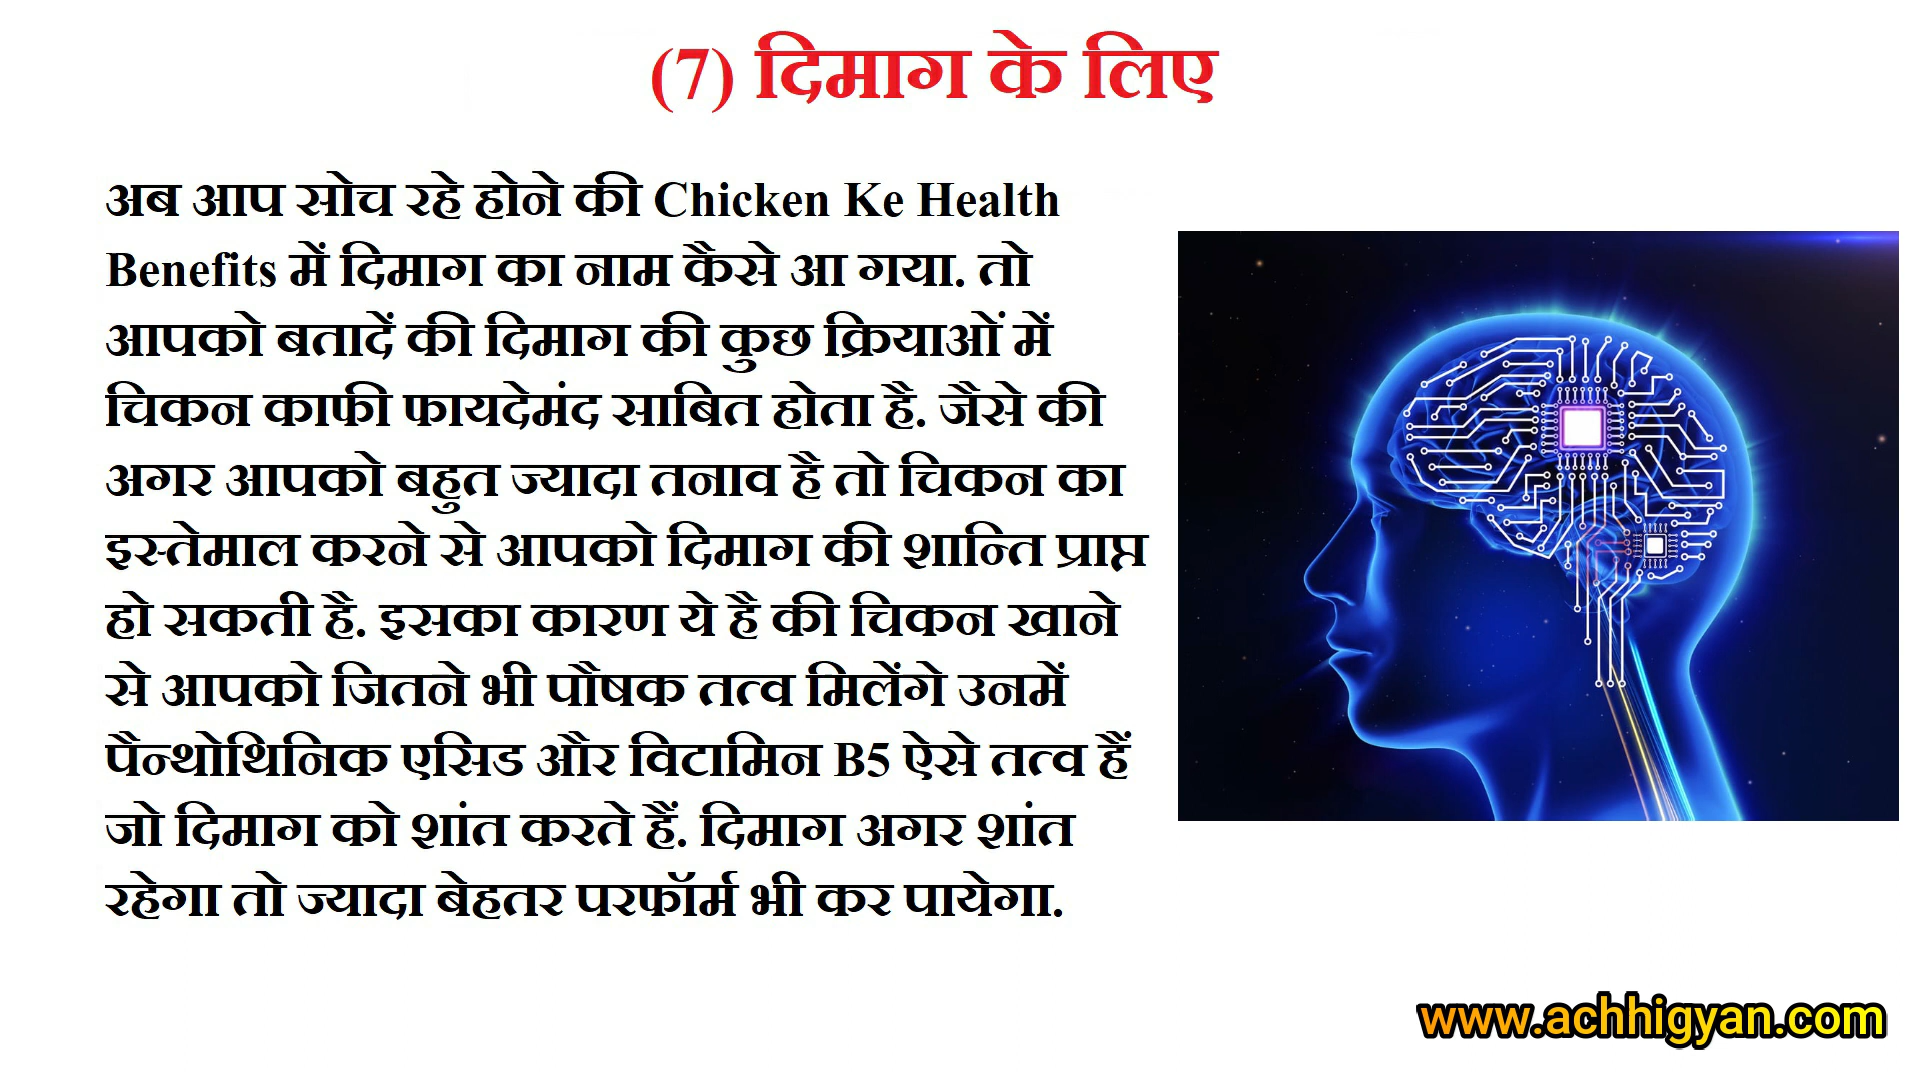 (7) दिमाग के लिए
अब आप सोच रहे होने की Chicken Ke Health
Benefits में दिमाग का नाम कैसे आ गया. तो
आपको बतादें की दिमाग की कुछ क्रियाओं में
चिकन काफी फायदेमंद साबित होता है. जैसे की
अगर आपको बहुत ज्यादा तनाव है तो चिकन का
इस्तेमाल करने से आपको दिमाग की शान्ति प्राप्त
हो सकती है. इसका कारण ये है की चिकन खाने
से आपको जितने भी पौषक तत्व मिलेंगे उनमें
पैन्थोथिनिक एसिड और विटामिन B5 ऐसे तत्व हैं
जो दिमाग को शांत करते हैं. दिमाग अगर शांत
रहेगा तो ज्यादा बेहतर परफॉर्म भी कर पायेगा.
www.achhigyan.com